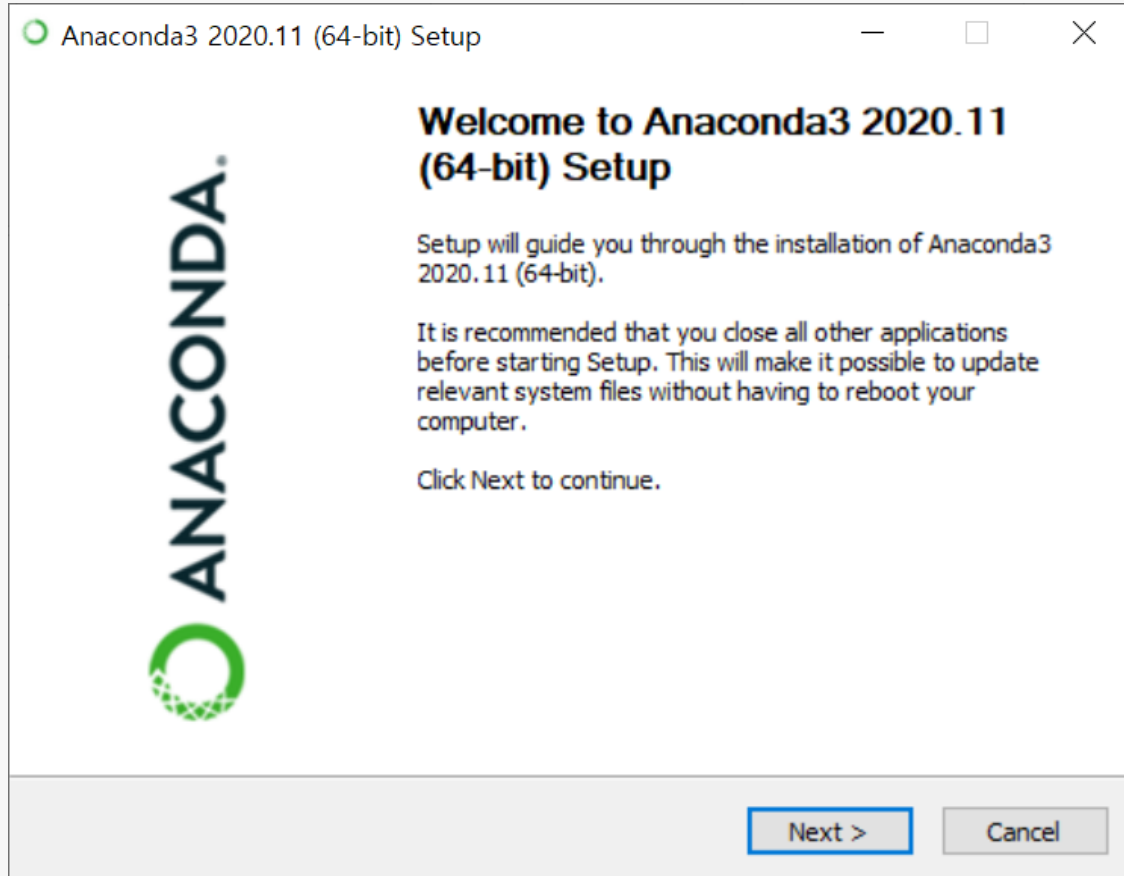 Anaconda3 2020.11 (64-bit) Setup
Welcome to Anaconda3 2020.11
(64-bit) Setup
Setup will guide you through the installation of Anaconda3
2020.11 (64-bit).
It is recommended that you close all other applications
before starting Setup. This will make it possible to update
relevant system files without having to reboot your
computer.
Click Next to continue.
ANACONDA.
Next >
Cancel